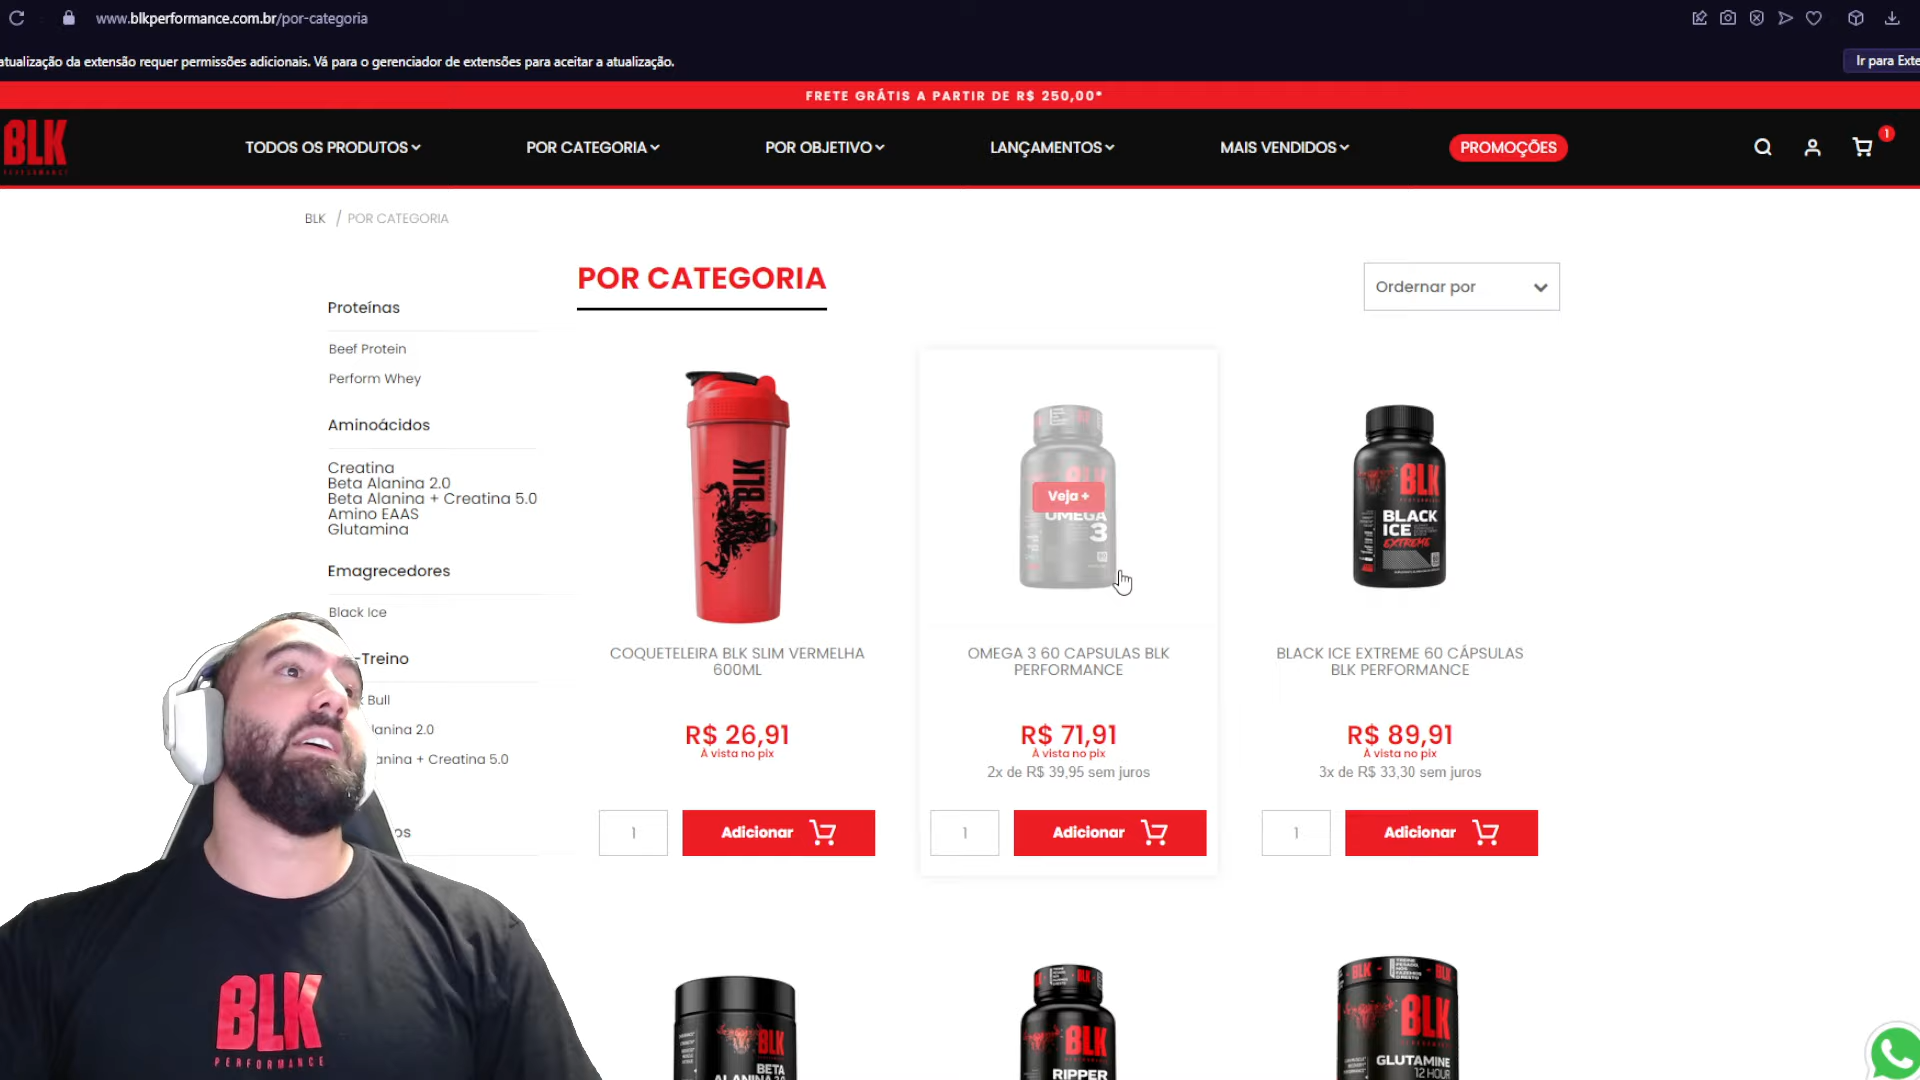 www.blkperformance.com.br/por-categoria
atualização da extensão requer permissões adicionais. Vá para o gerenciador de extensões para aceitar a atualização.
Ir para Exte
FRETE GRÁTIS A PARTIR DE R$ 250,00*
BLK
PERFORMANCE
TODOS OS PRODUTOS
POR CATEGORIA
POR OBJETIVO
LANÇAMENTOS
MAIS VENDIDOS
PROMOÇÕES
1
BLK / POR CATEGORIA
POR CATEGORIA
Ordernar por
Proteínas
Beef Protein
Perform Whey
Aminoácidos
Creatina
Beta Alanina 2.0
Beta Alanina + Creatina 5.0
Amino EAAS
Glutamina
Emagrecedores
Black Ice
-Treino
Bull
lanina 2.0
anina + Creatina 5.0
os
BLK
Veja +
OMEGA
3
BLK
BLACK
ICE
EXTREME
COQUETELEIRA BLK SLIM VERMELHA
600ML
R$ 26,91
À vista no pix
1
Adicionar
OMEGA 3 60 CAPSULAS BLK
PERFORMANCE
R$ 71,91
À vista no pix
2x de R$ 39,95 sem juros
1
Adicionar
BLACK ICE EXTREME 60 CÁPSULAS
BLK PERFORMANCE
R$ 89,91
À vista no pix
3x de R$ 33,30 sem juros
1
Adicionar
BLK
BETA
ALANINA 2.0
BLK
RIPPER
BLK
BLK
BLK
GLUTAMINE
12 HOUR
BLK
PERFORMANCE